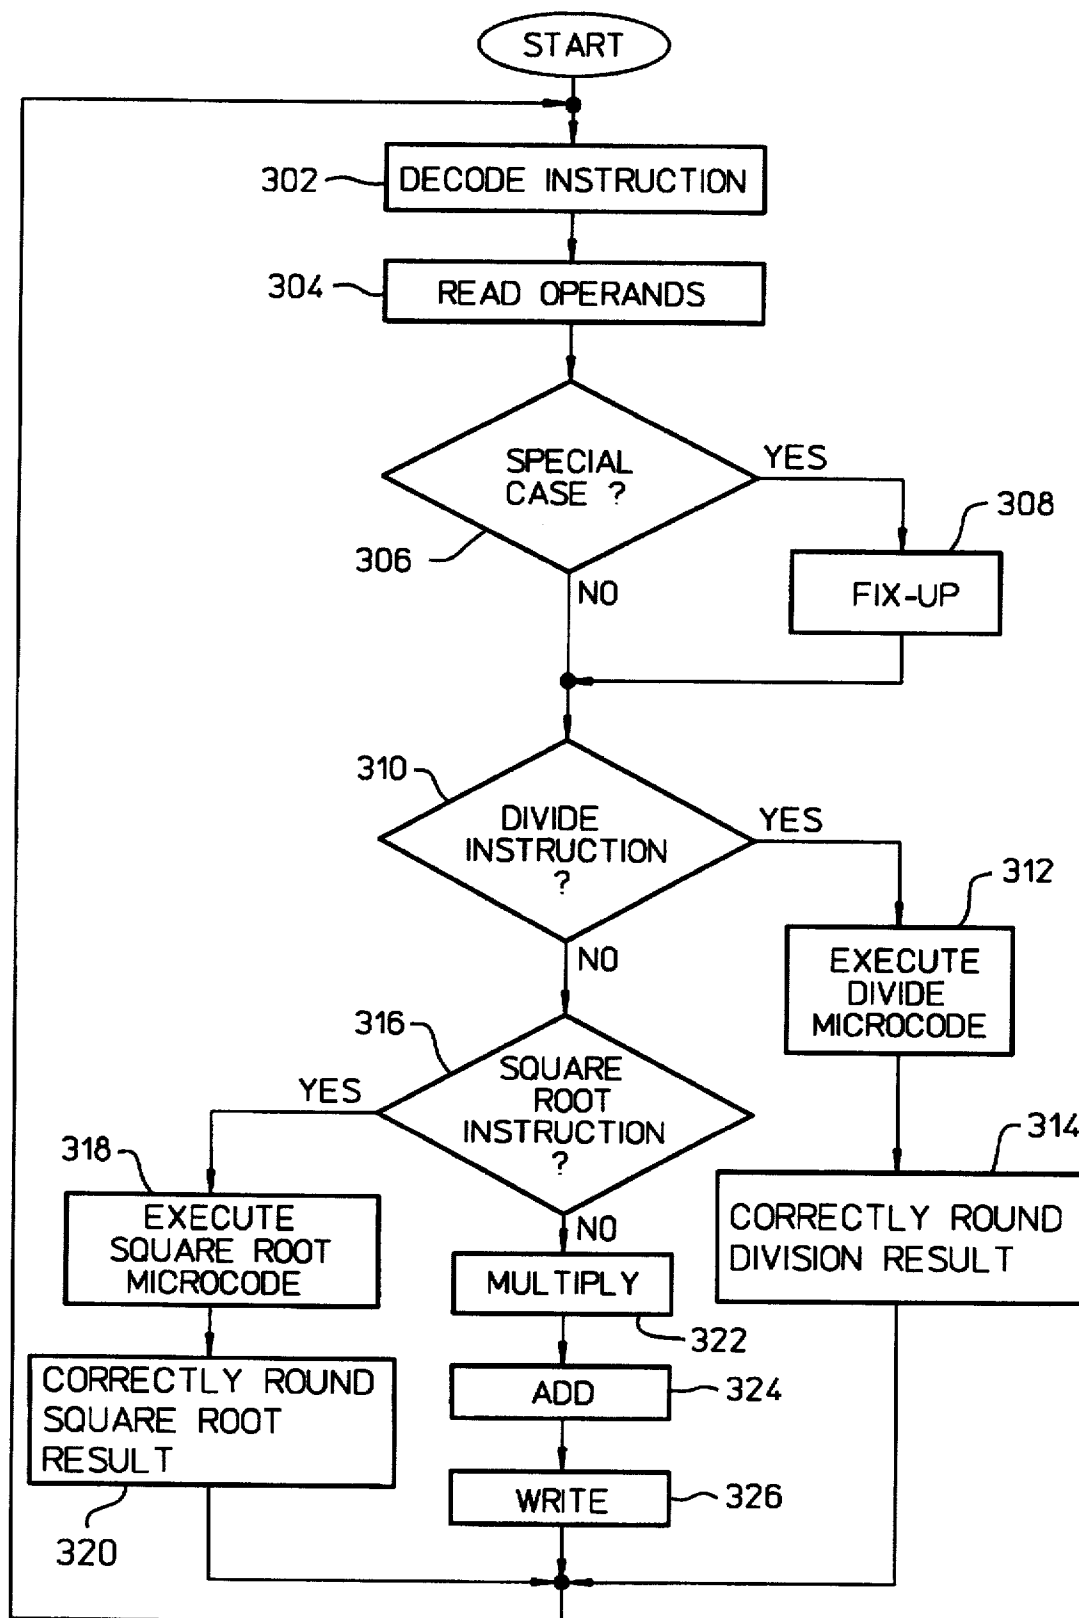 START
302
DECODE INSTRUCTION
304
READ OPERANDS
SPECIAL
CASE ?
YES
306
NO
308
FIX-UP
310
DIVIDE
INSTRUCTION
?
YES
NO
312
EXECUTE
DIVIDE
MICROCODE
316
SQUARE
ROOT
INSTRUCTION
?
YES
NO
314
CORRECTLY ROUND
DIVISION RESULT
318
EXECUTE
SQUARE ROOT
MICROCODE
MULTIPLY
322
CORRECTLY ROUND
SQUARE ROOT
RESULT
320
ADD
324
WRITE
326